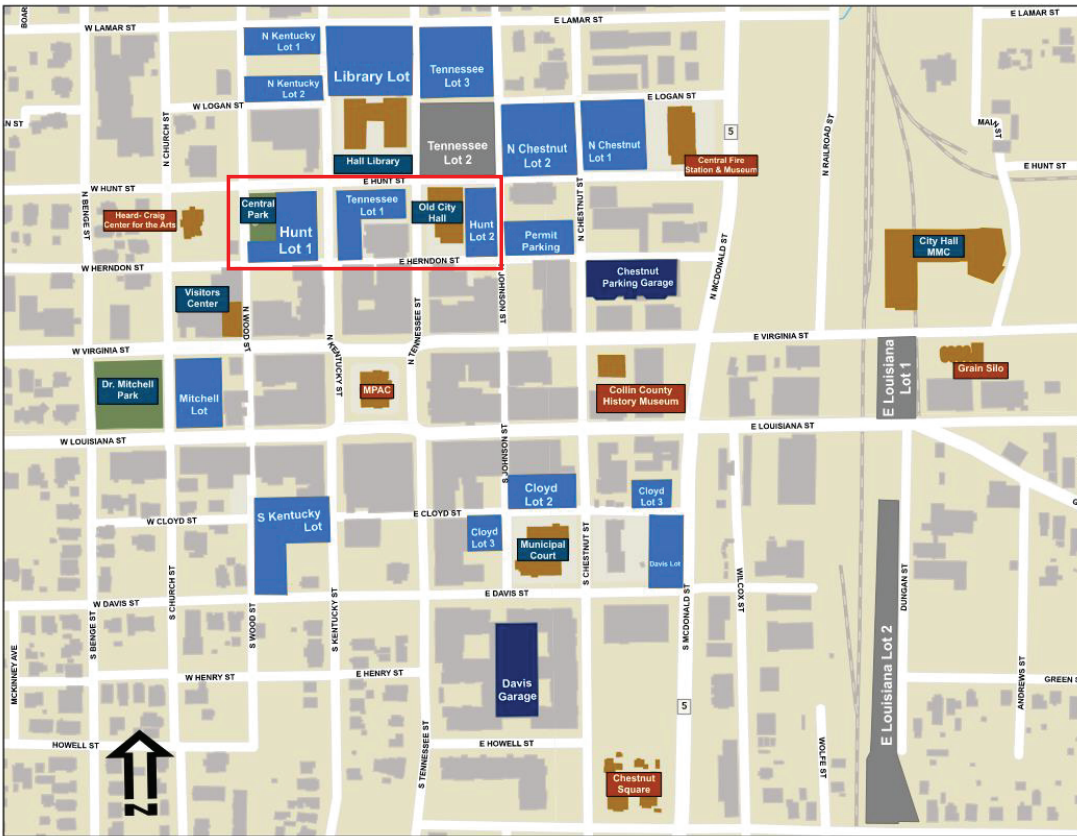 BOAR
W LAMAR ST
E LAMAR ST
E LAMAR ST
N Kentucky
Lot 1
Library Lot
Tennessee
Lot 3
N Kentucky
Lot 2
W LOGAN ST
E LOGAN ST
N CHURCH ST
Hall Library
Tennessee
Lot 2
N Chestnut
Lot 2
N Chestnut
Lot 1
5
Central Fire
Station & Museum
N RAILROAD ST
MAIN ST
AN ST
W HUNT ST
E HUNT ST
E HUNT ST
N BENGE ST
Heard- Craig
Center for the Arts
Central
Park
Hunt
Lot 1
Tennessee
Lot 1
Old City
Hall
Hunt
Lot 2
Permit
Parking
N CHESTNUT ST
N MCDONALD ST
City Hall
MMC
W HERNDON ST
E HERNDON ST
Chestnut
Parking Garage
Visitors
Center
N WOOD ST
N KENTUCKY ST
N TENNESSEE ST
N JOHNSON ST
W VIRGINIA ST
E VIRGINIA ST
Dr. Mitchell
Park
Mitchell
Lot
MPAC
Collin County
History Museum
E Louisiana
Lot 1
Grain Silo
W LOUISIANA ST
E LOUISIANA ST
S JOHNSON ST
S Kentucky
Lot
Cloyd
Lot 2
Cloyd
Lot 3
W CLOYD ST
E CLOYD ST
Cloyd
Lot 3
Municipal
Court
S CHESTNUT ST
Davis Lot
W DAVIS ST
E DAVIS ST
S BENGE ST
S CHURCH ST
S WOOD ST
S KENTUCKY ST
S MCDONALD ST
WILCOX ST
DUNGAN ST
MCKINNEY AVE
W HENRY ST
E HENRY ST
Davis
Garage
E Louisiana Lot 2
ANDREWS ST
GREEN S
5
HOWELL ST
E HOWELL ST
S TENNESSEE ST
WOLFE ST
N
Chestnut
Square